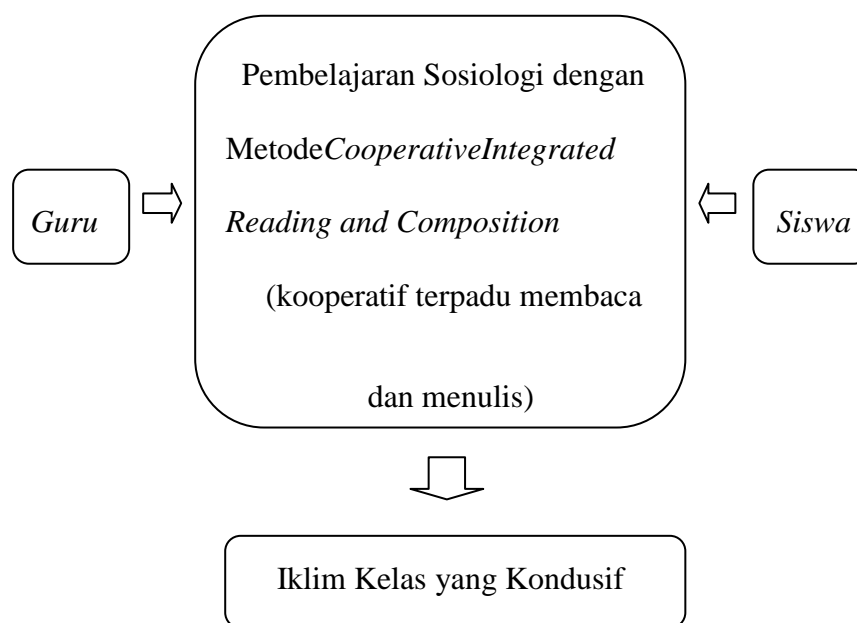 Pembelajaran Sosiologi dengan
MetodeCooperativeIntegrated
Reading and Composition
(kooperatif terpadu membaca
dan menulis)
Guru
Siswa
Iklim Kelas yang Kondusif